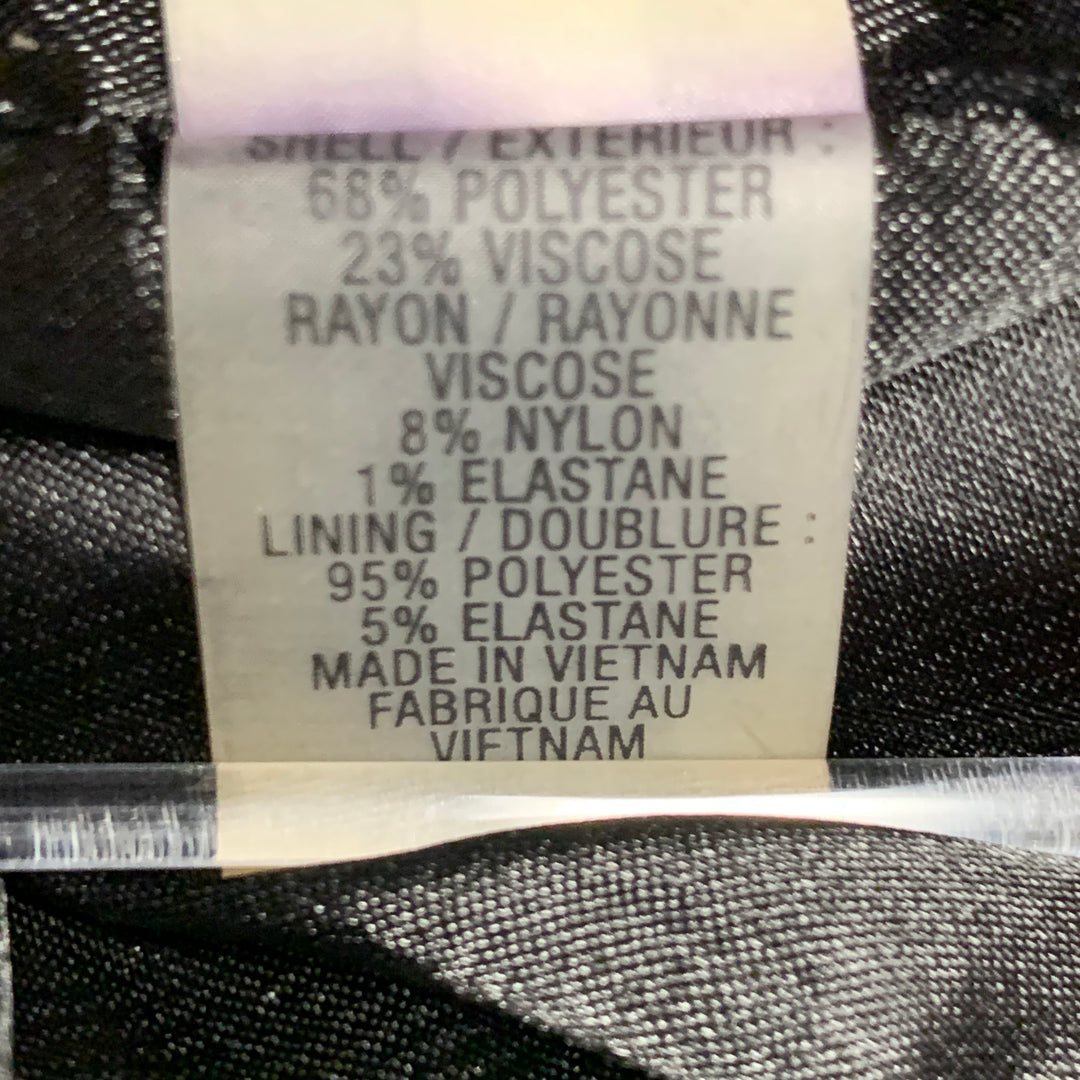 SHELL / EXTERIEUR :
68% POLYESTER
23% VISCOSE
RAYON / RAYONNE
VISCOSE
8% NYLON
1% ELASTANE
LINING / DOUBLURE :
95% POLYESTER
5% ELASTANE
MADE IN VIETNAM
FABRIQUE AU
VIETNAM